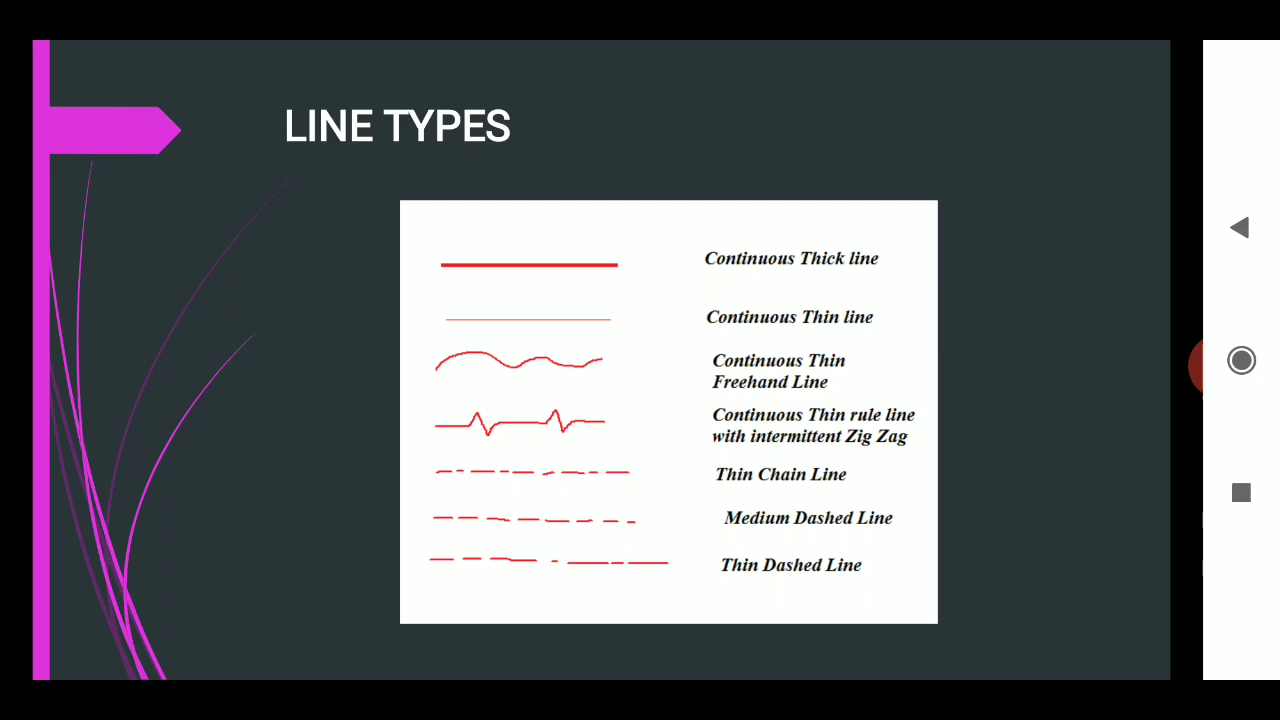 LINE TYPES
Continuous Thick line
Continuous Thin line
Continuous Thin
Freehand Line
Continuous Thin rule line
with intermittent Zig Zag
Thin Chain Line
Medium Dashed Line
Thin Dashed Line